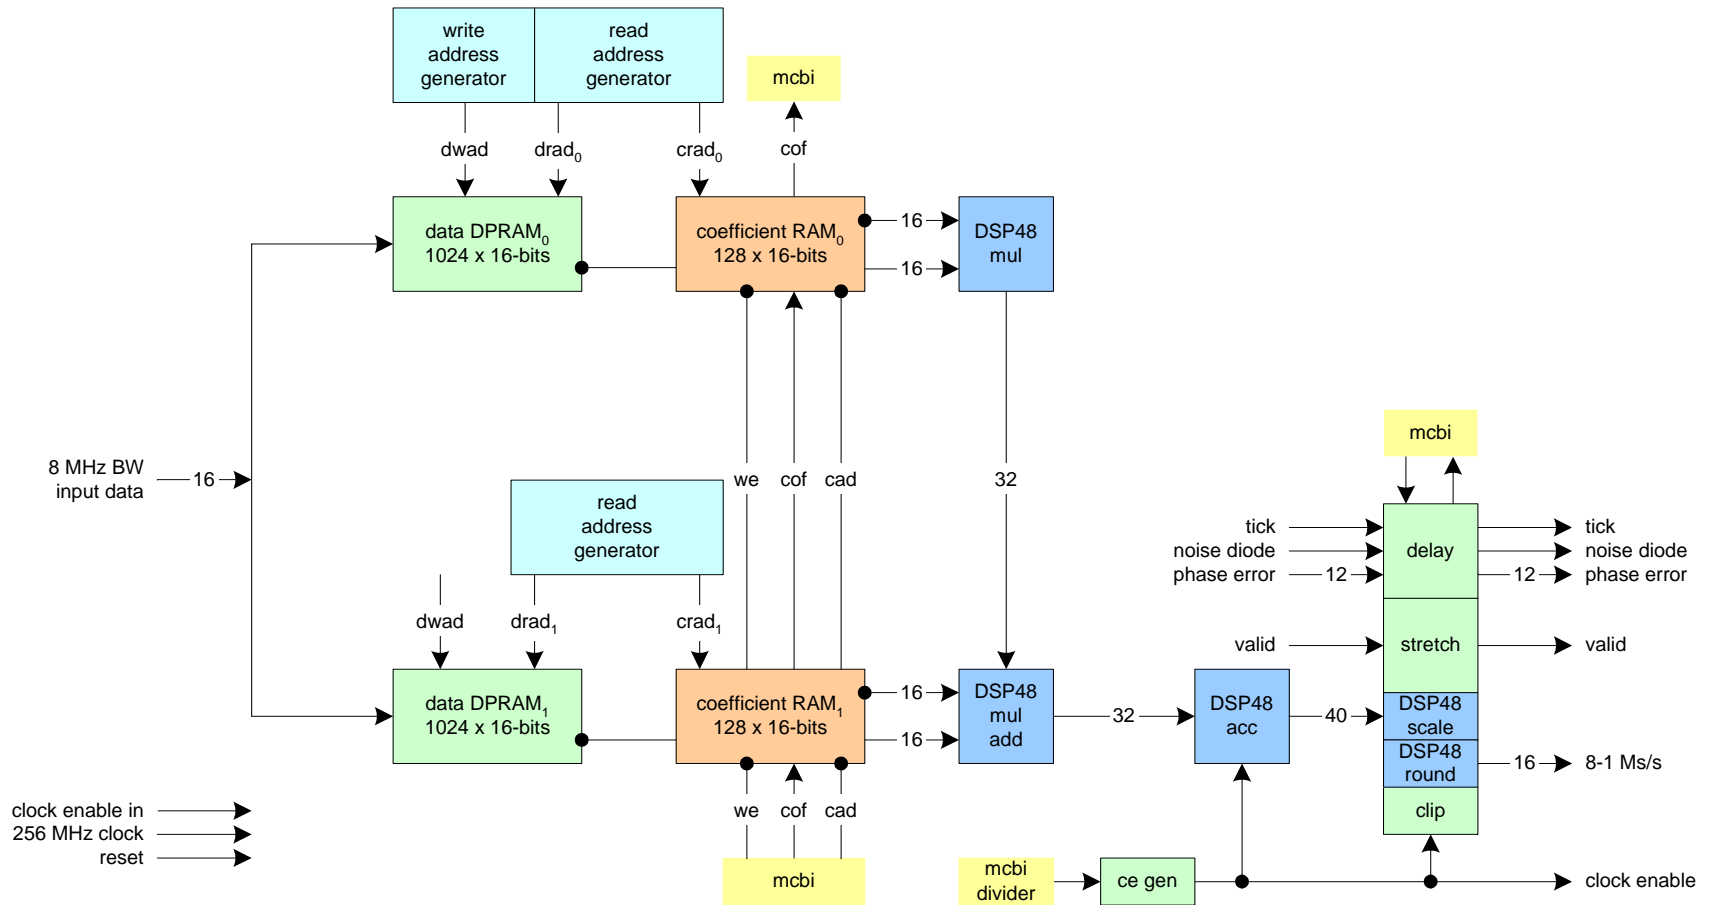 write
address
generator
read
address
generator
mcbi
dwad
drad0
crad0
cof
data DPRAM0
1024 x 16-bits
coefficient RAM0
128 x 16-bits
16
16
DSP48
mul
8 MHz BW
input data
16
read
address
generator
we
cof
cad
32
mcbi
tick
noise diode
phase error
12
delay
12
tick
noise diode
phase error
dwad
drad1
crad1
valid
stretch
valid
data DPRAM1
1024 x 16-bits
coefficient RAM1
128 x 16-bits
16
16
DSP48
mul
add
32
DSP48
acc
40
DSP48
scale
DSP48
round
16
8-1 Ms/s
clip
clock enable in
256 MHz clock
reset
we
cof
cad
mcbi
mcbi
divider
ce gen
clock enable